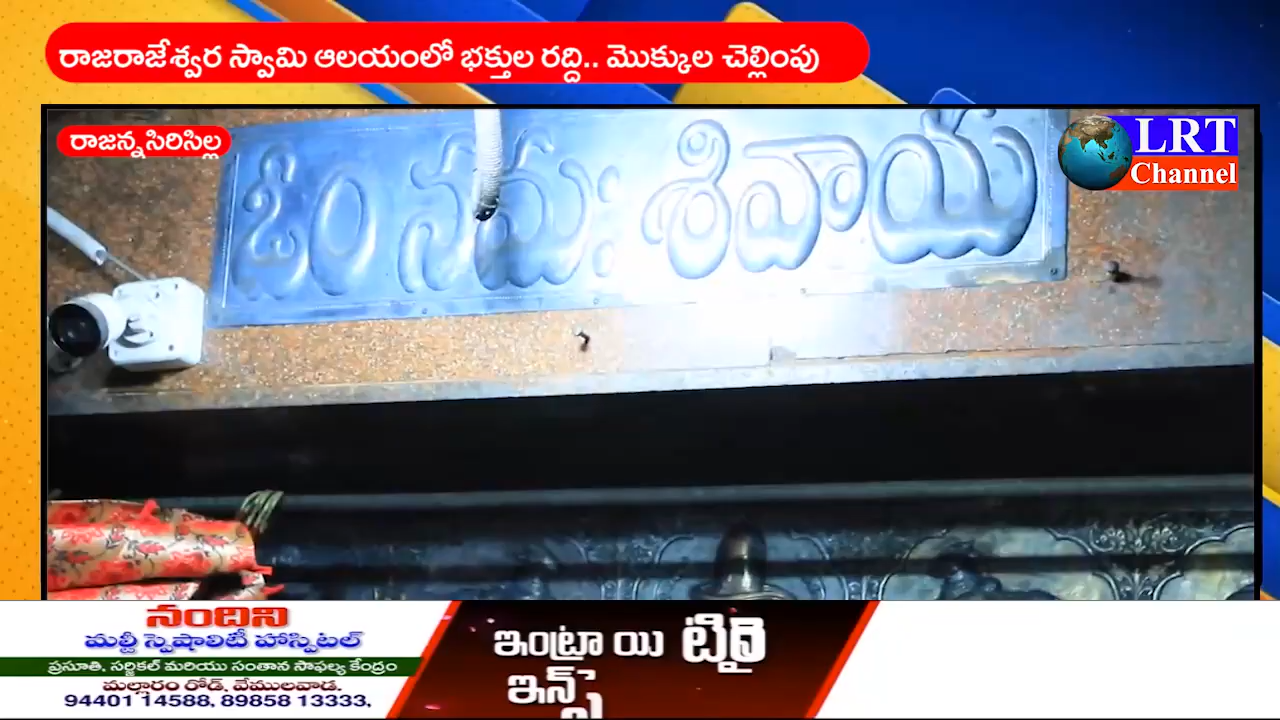 రాజరాజేశ్వర స్వామి ఆలయంలో భక్తుల రద్ది.. మొక్కుల చెల్లింపు
రాజన్నసిరిసిల్ల
LRT
Channel
ఓం నమః శివాయ
నందిని
మల్టీ స్పెషాలిటీ హాస్పిటల్
ప్రసూతి, సర్జికల్ మరియు సంతాన సాఫల్య కేంద్రం
మల్లారం రోడ్, వేములవాడ.
94401 14588, 89858 13333,
ఇంట్రా యి